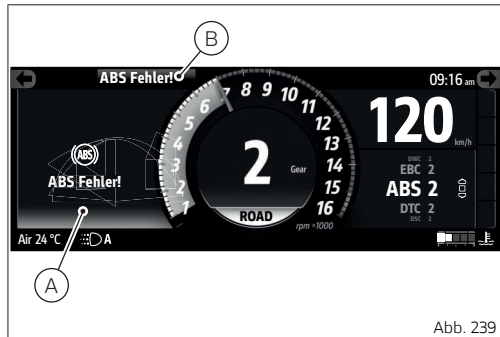 B
ABS Fehler!
09:16 am
ABS
ABS Fehler!
1 2 3 4 5 6 7 8 9 10 11 12 13 14 15 16
2
Gear
ROAD
rpm ×1000
120
km/h
DWC 2
EBC 2
ABS 2
DTC 2
DSC 2
Air 24 °C
A
A
Abb. 239